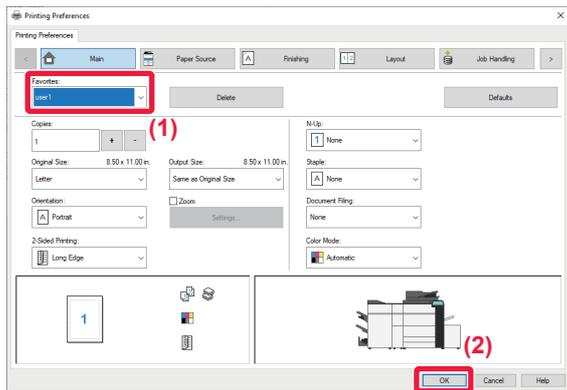 Printing Preferences
Printing Preferences
Main Paper Source A Finishing 1 2 Layout Job Handling
Favorites:
user1 Delete Defaults
(1)
Copies: N-Up:
1 + - 1 None
Original Size: 8.50 x 11.00 in. Output Size: 8.50 x 11.00 in. Staple:
Letter Same as Original Size A None
Orientation: Zoom Document Filing:
A Portrait Settings... None
2-Sided Printing: Color Mode:
Long Edge Automatic
1
(2)
OK Cancel Help